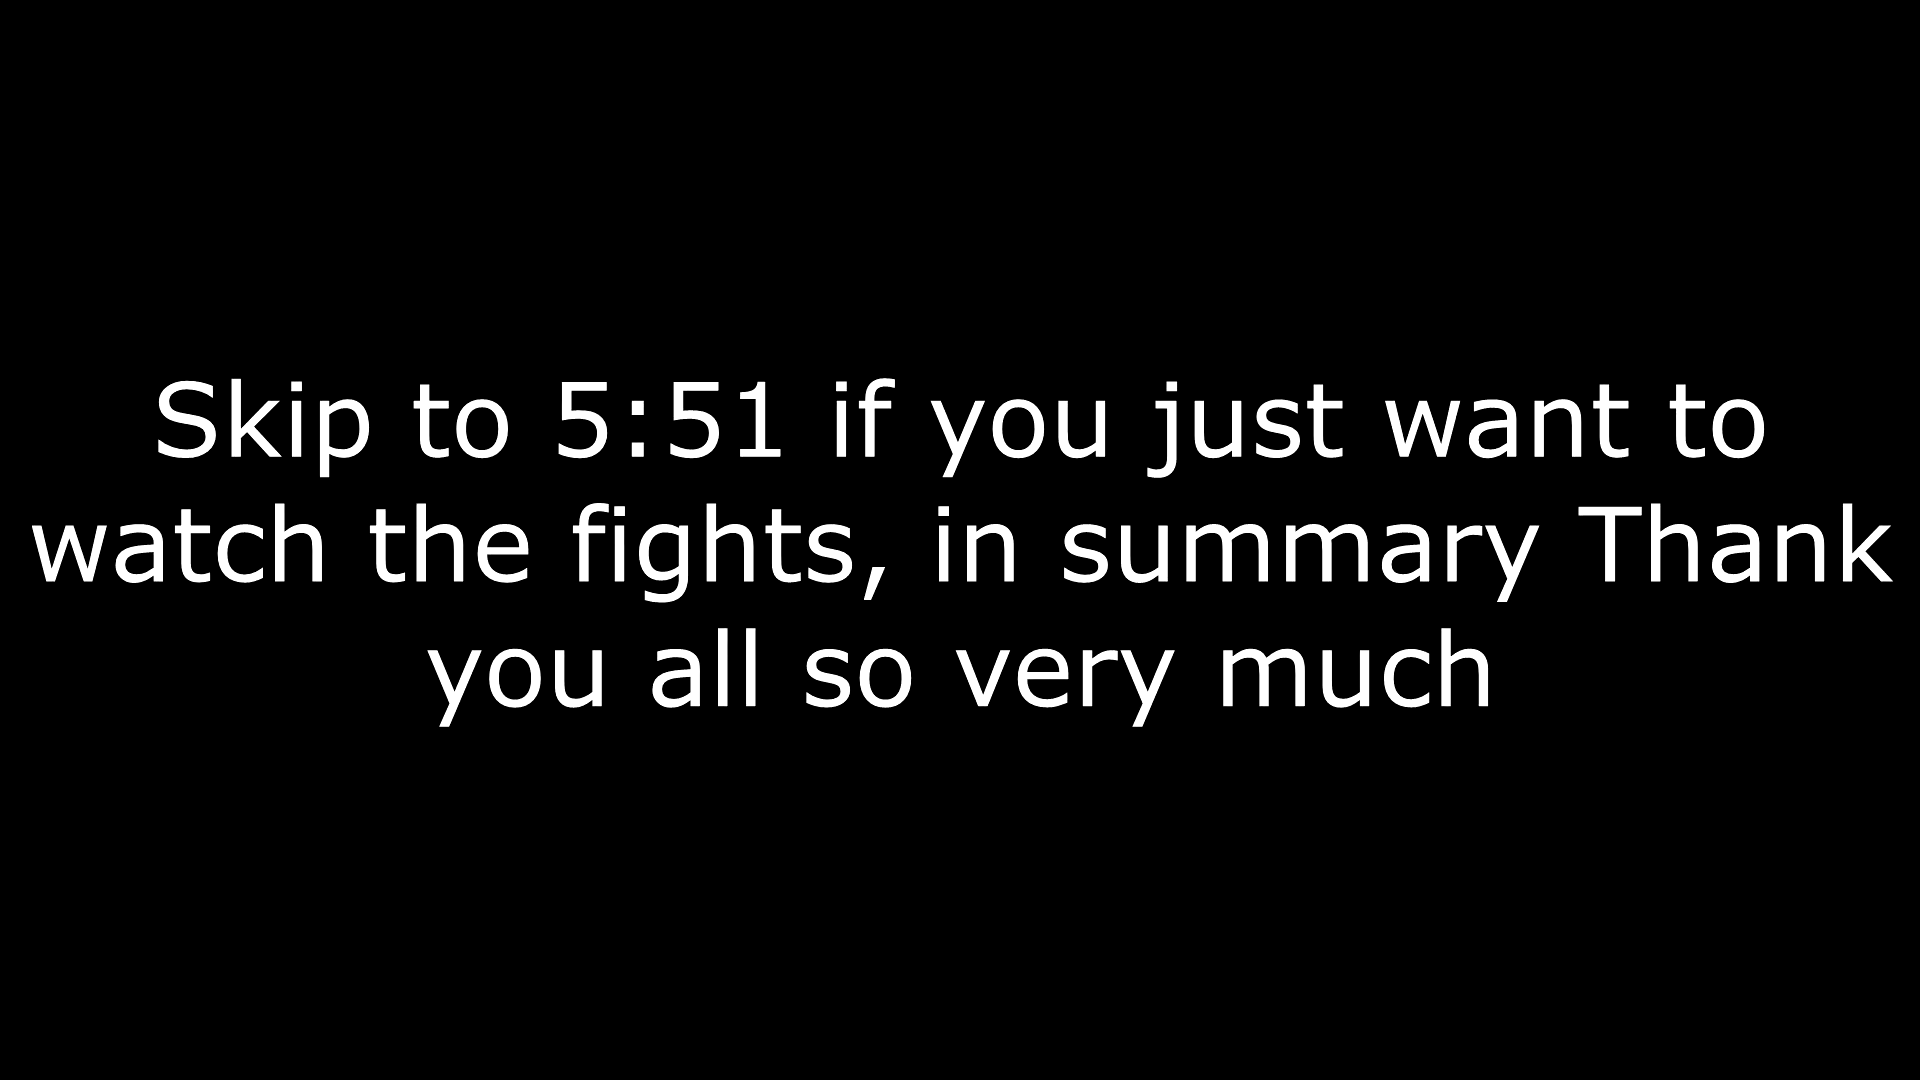 Skip to 5:51 if you just want to
watch the fights, in summary Thank
you all so very much